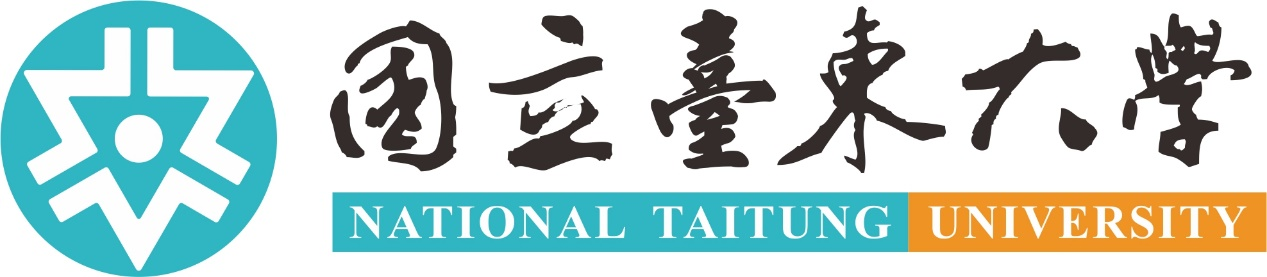 國立臺東大學
NATIONAL TAITUNG UNIVERSITY